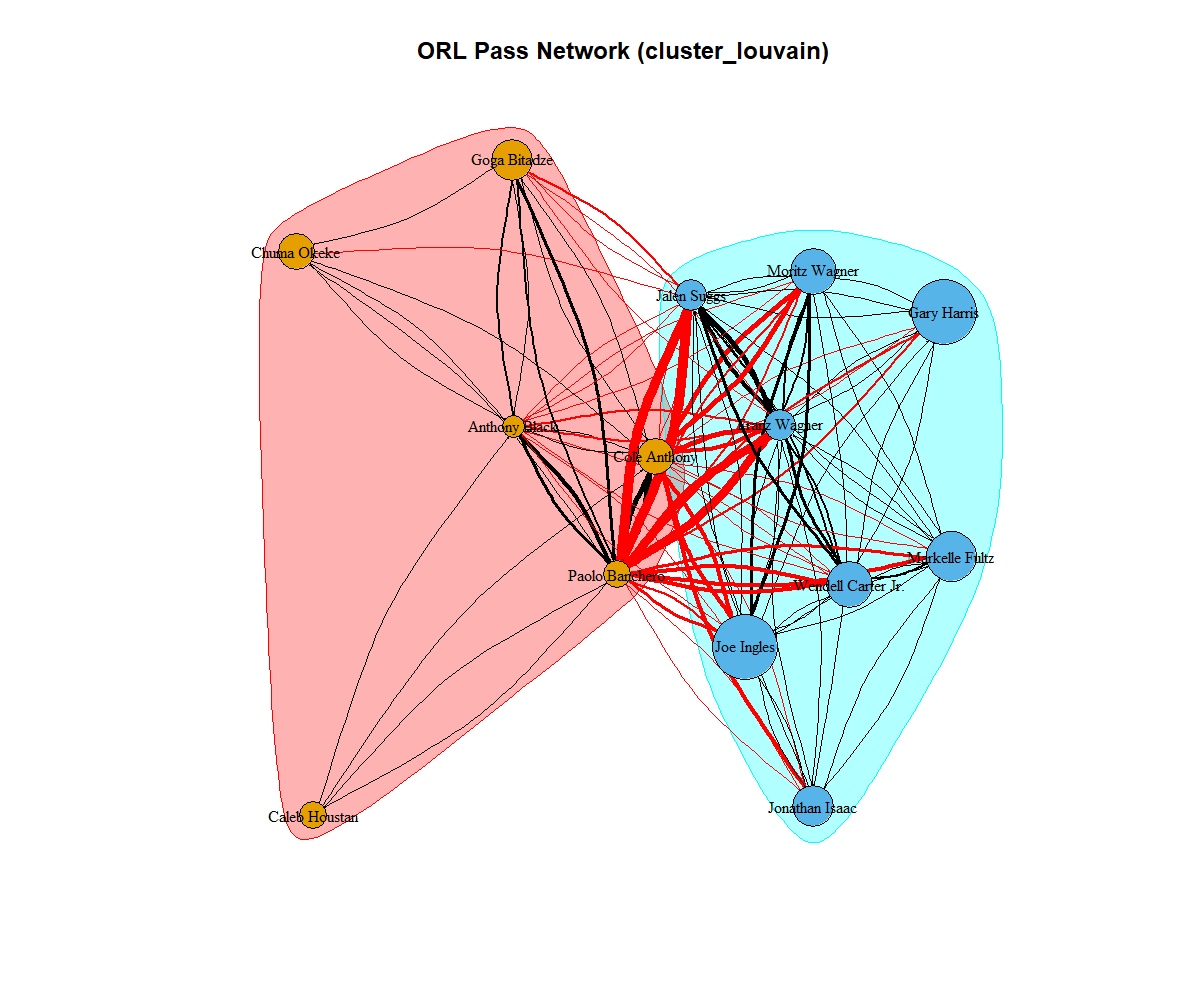 ORL Pass Network (cluster_louvain)
Goga Bitadze
Chuma Okeke
Moritz Wagner
Jalen Suggs
Gary Harris
Anthony Black
Franz Wagner
Cole Anthony
Markelle Fultz
Paolo Banchero
Wendell Carter Jr.
Joe Ingles
Jonathan Isaac
Caleb Houstan